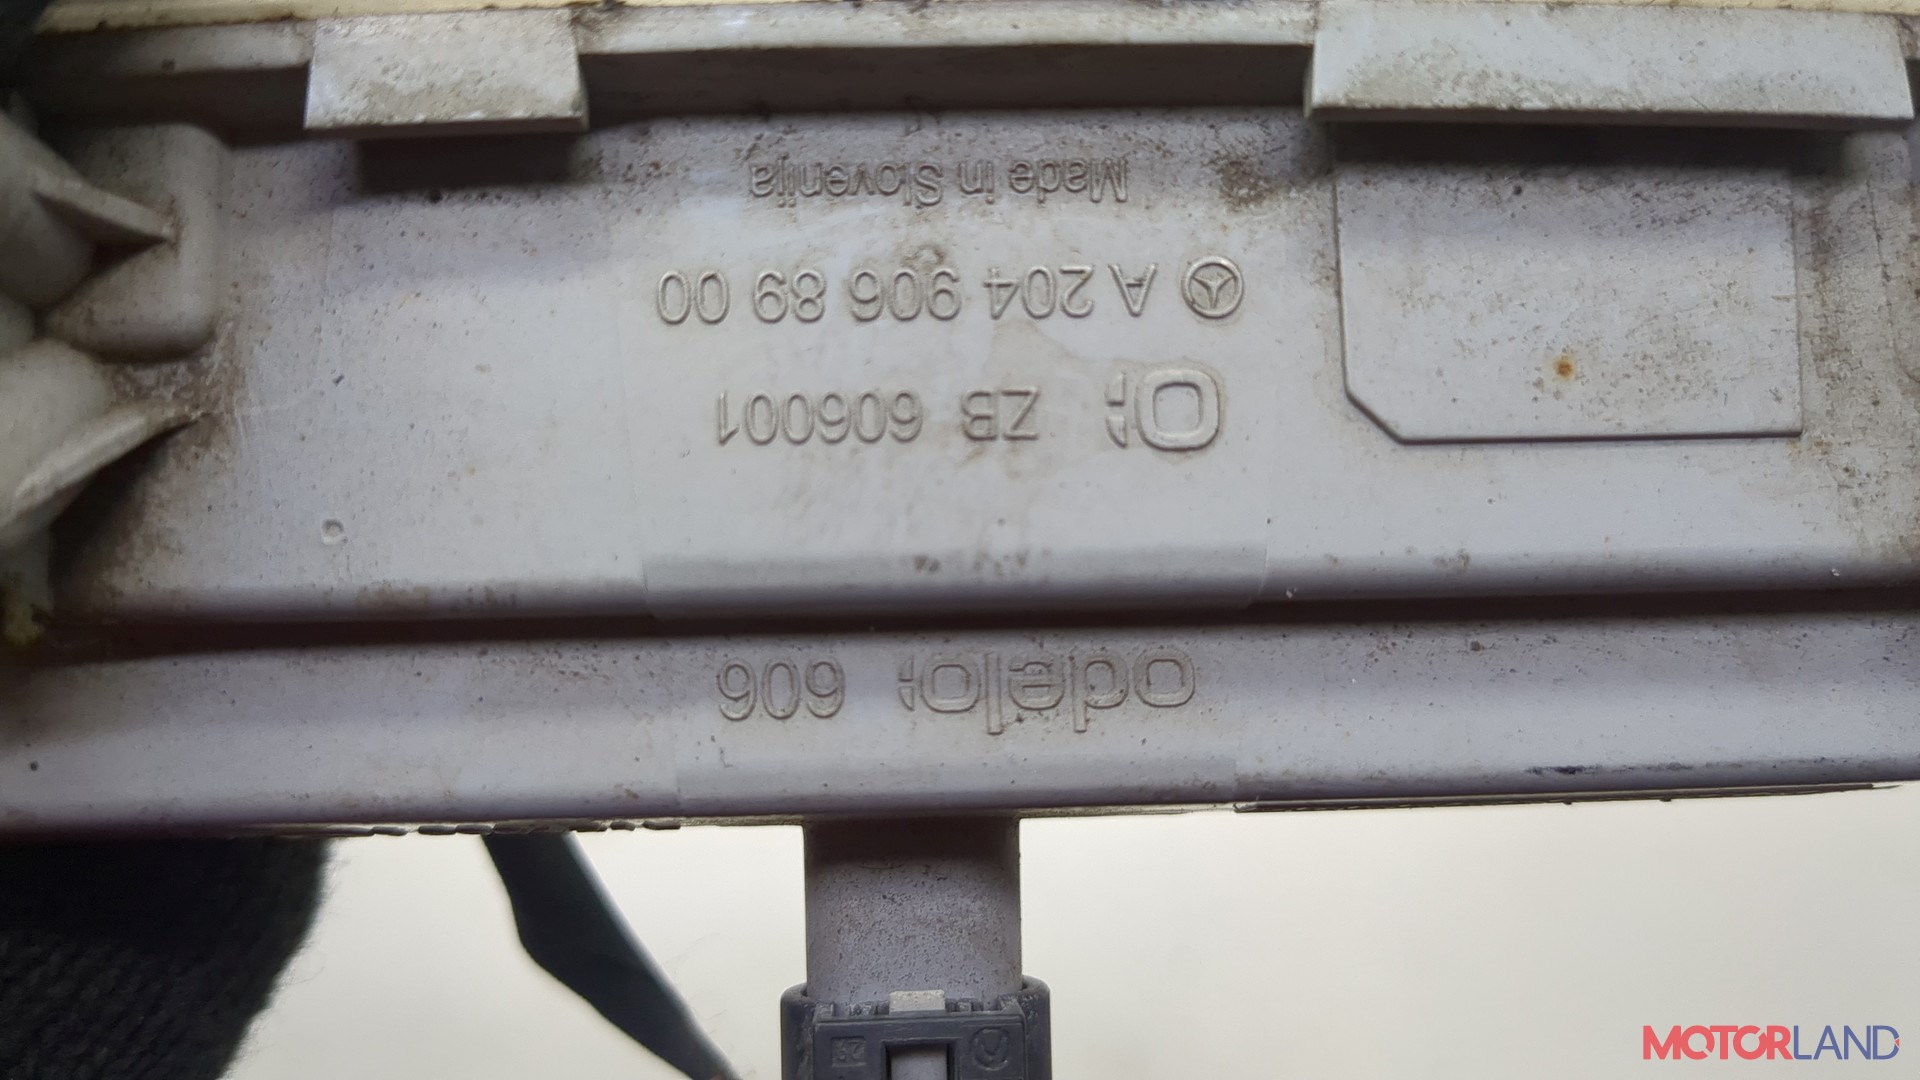 odelo: 606
o: ZB 606001
A 204 906 89 00
Made in Slovenija
MOTORLAND